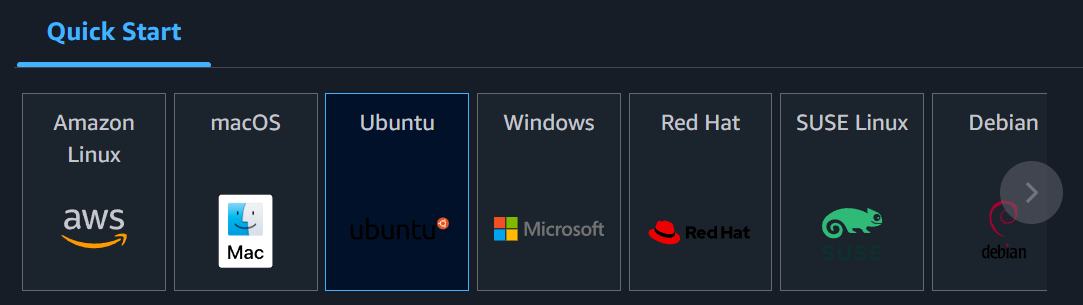 Quick Start
Amazon
Linux
macOS
Ubuntu
Windows
Red Hat
SUSE Linux
Debian
aws
Mac
ubuntu
Microsoft
Red Hat
SUSE
debian